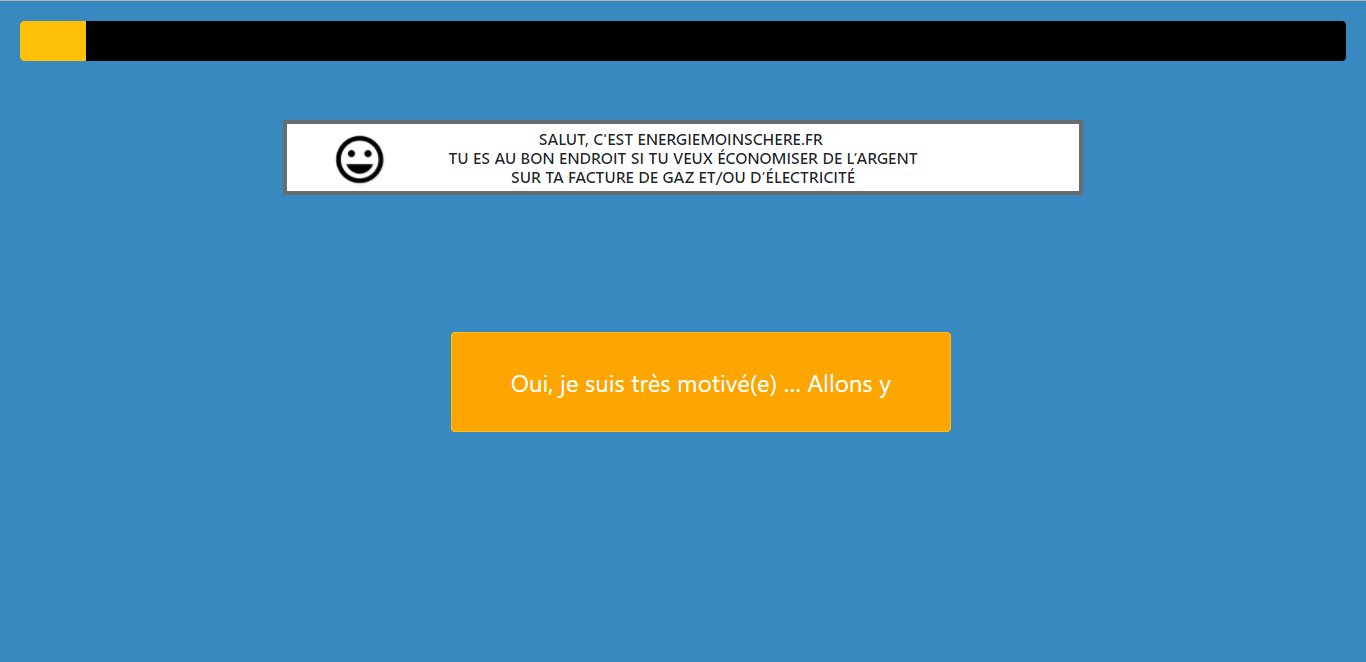 SALUT, C'EST ENERGIEMOINSCHERE.FR
TU ES AU BON ENDROIT SI TU VEUX ÉCONOMISER DE L’ARGENT
SUR TA FACTURE DE GAZ ET/OU D’ÉLECTRICITÉ
Oui, je suis très motivé(e) ... Allons y